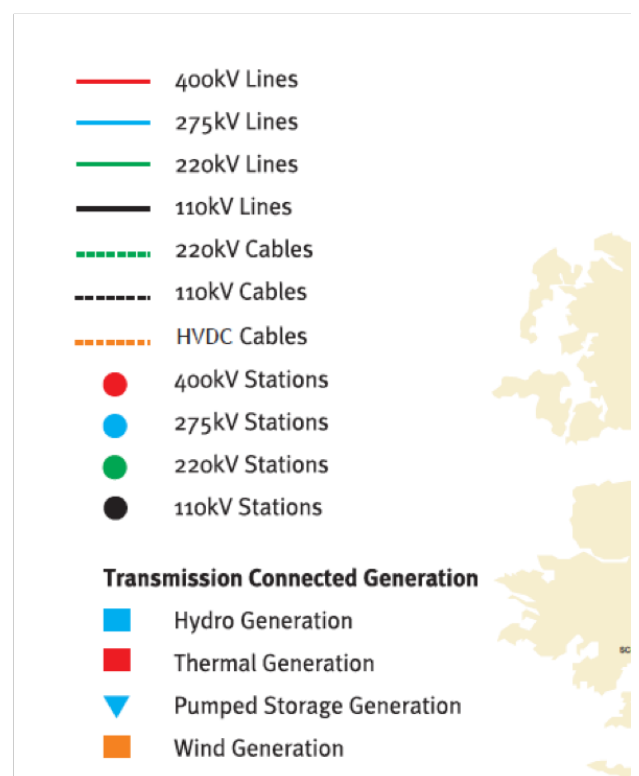 400kV Lines
275kV Lines
220kV Lines
110kV Lines
220kV Cables
110kV Cables
HVDC Cables
400kV Stations
275kV Stations
220kV Stations
110kV Stations
Transmission Connected Generation
Hydro Generation
Thermal Generation
Pumped Storage Generation
SC
Wind Generation